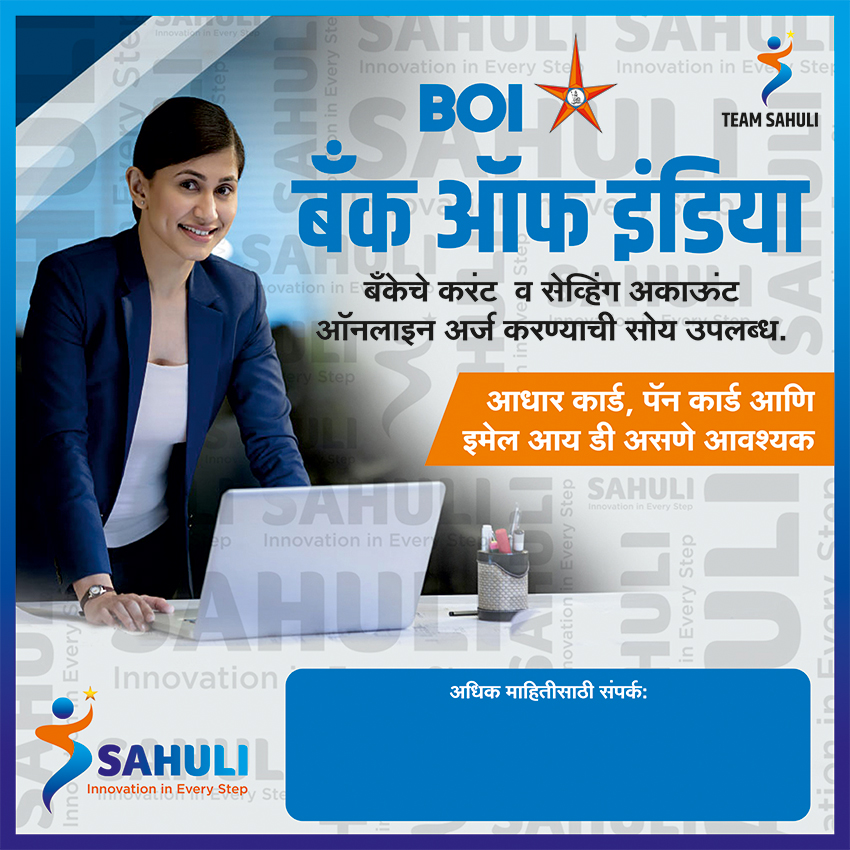 BOI
TEAM SAHULI
बँक ऑफ इंडिया
बँकेचे करंट व सेव्हिंग अकाऊंट
ऑनलाइन अर्ज करण्याची सोय उपलब्ध.
आधार कार्ड, पॅन कार्ड आणि
इमेल आय डी असणे आवश्यक
अधिक माहितीसाठी संपर्क:
SAHULI
Innovation in Every Step